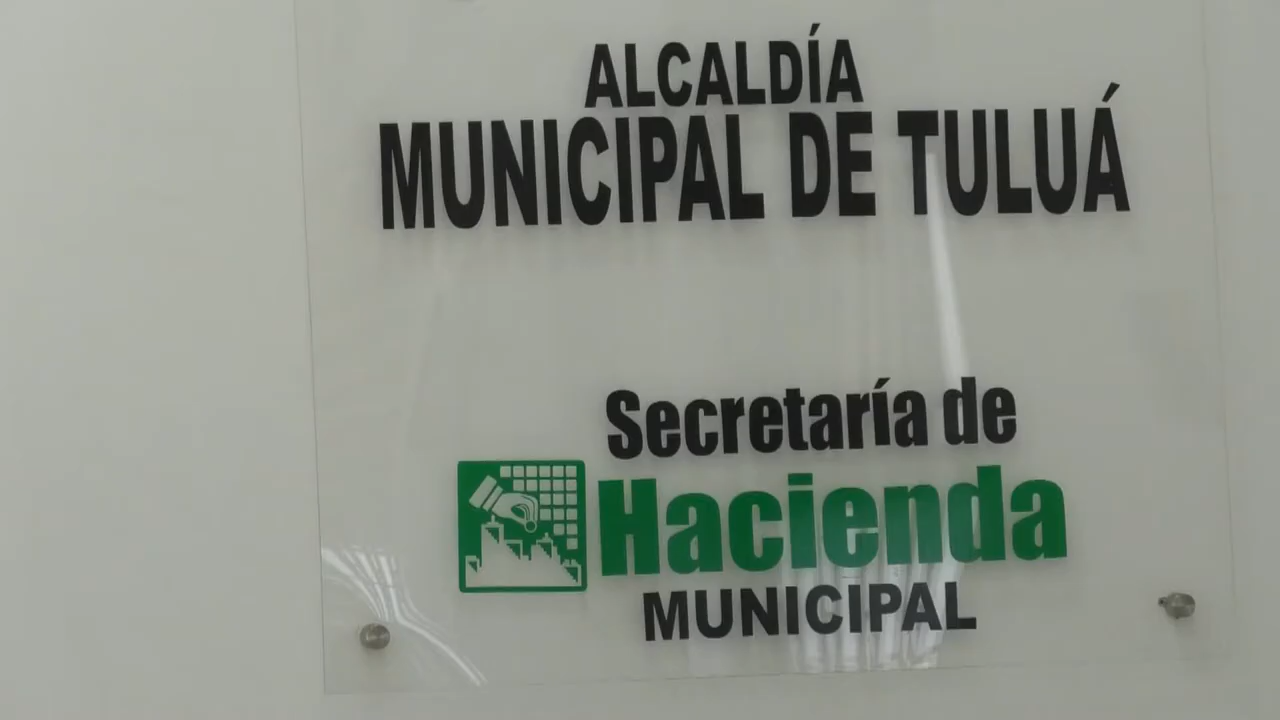 ALCALDÍA
MUNICIPAL DE TULUÁ
Secretaría de
Hacienda
MUNICIPAL